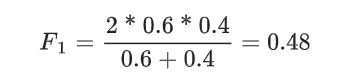 F₁ = (2 * 0.6 * 0.4) / (0.6 + 0.4) = 0.48